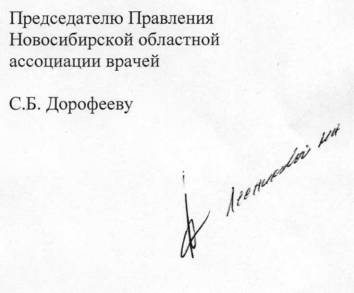 Председателю Правления
Новосибирской областной
ассоциации врачей
С.Б. Дорофееву